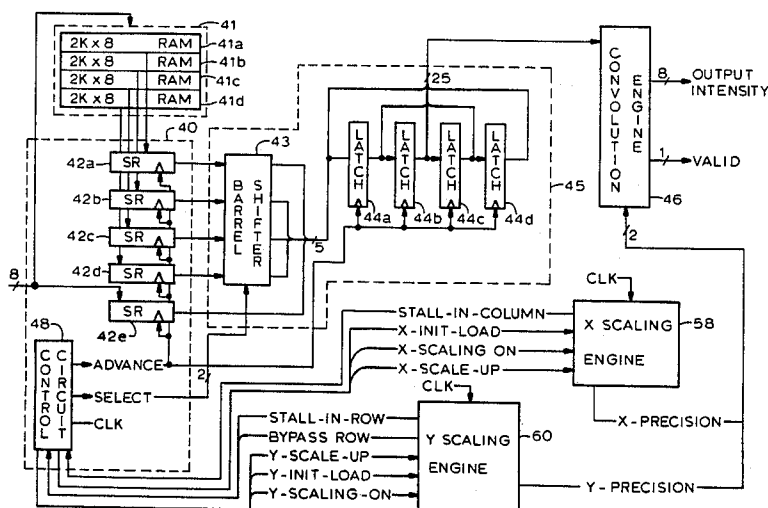 41
2K x 8 RAM 41a
2K x 8 RAM 41b
2K x 8 RAM 41c
2K x 8 RAM 41d
40
42a SR
42b SR
42c SR
42d SR
42e SR
8
43
BARREL SHIFTER
5
25
LATCH 44a
LATCH 44b
LATCH 44c
LATCH 44d
45
CONVOLUTION ENGINE
46
8 OUTPUT INTENSITY
1 VALID
2
48
CONTROL CIRCUIT
ADVANCE
SELECT
CLK
2
CLK
STALL-IN-COLUMN
X-INIT-LOAD
X-SCALING ON
X-SCALE-UP
X SCALING ENGINE
58
X-PRECISION
CLK
STALL-IN-ROW
BYPASS ROW
Y-SCALE-UP
Y-INIT-LOAD
Y-SCALING-ON
Y SCALING ENGINE
60
Y-PRECISION